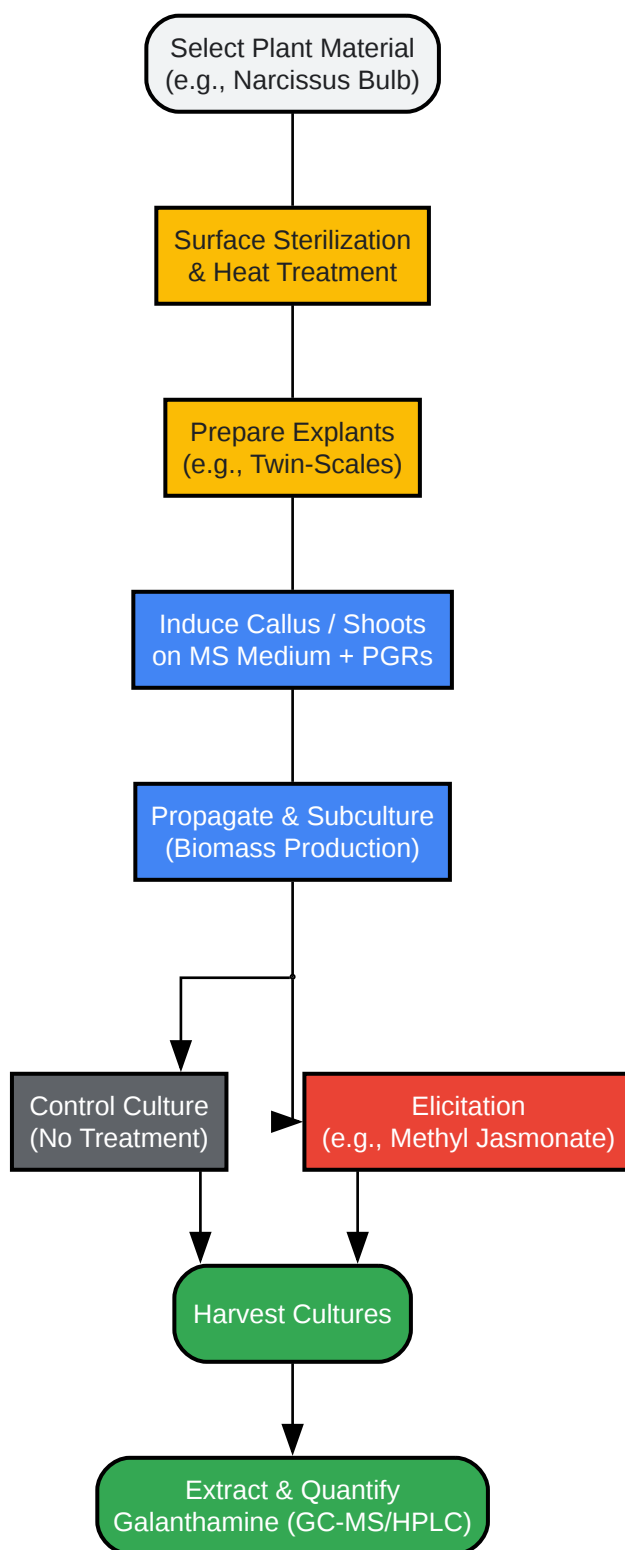 Select Plant Material
(e.g., Narcissus Bulb)
Surface Sterilization
& Heat Treatment
Prepare Explants
(e.g., Twin-Scales)
Induce Callus / Shoots
on MS Medium + PGRs
Propagate & Subculture
(Biomass Production)
Control Culture
(No Treatment)
Elicitation
(e.g., Methyl Jasmonate)
Harvest Cultures
Extract & Quantify
Galanthamine (GC-MS/HPLC)